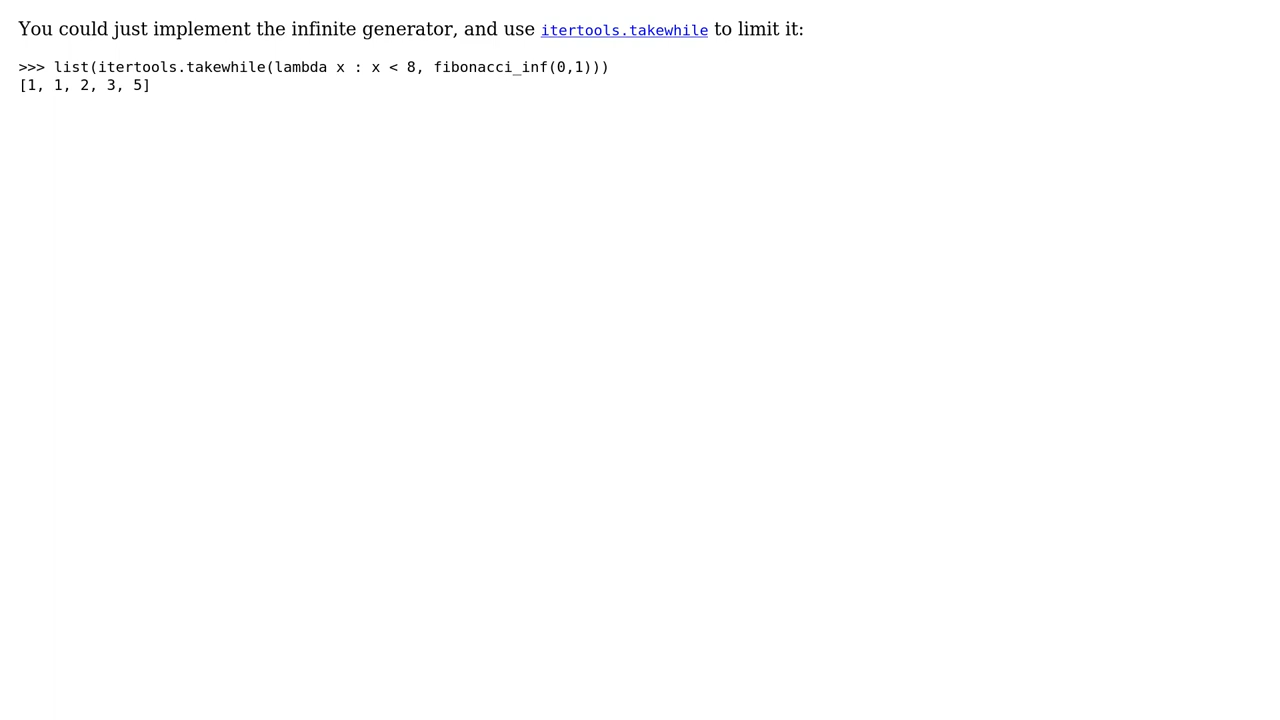 You could just implement the infinite generator, and use itertools.takewhile to limit it:
>>> list(itertools.takewhile(lambda x : x < 8, fibonacci_inf(0,1)))
[1, 1, 2, 3, 5]